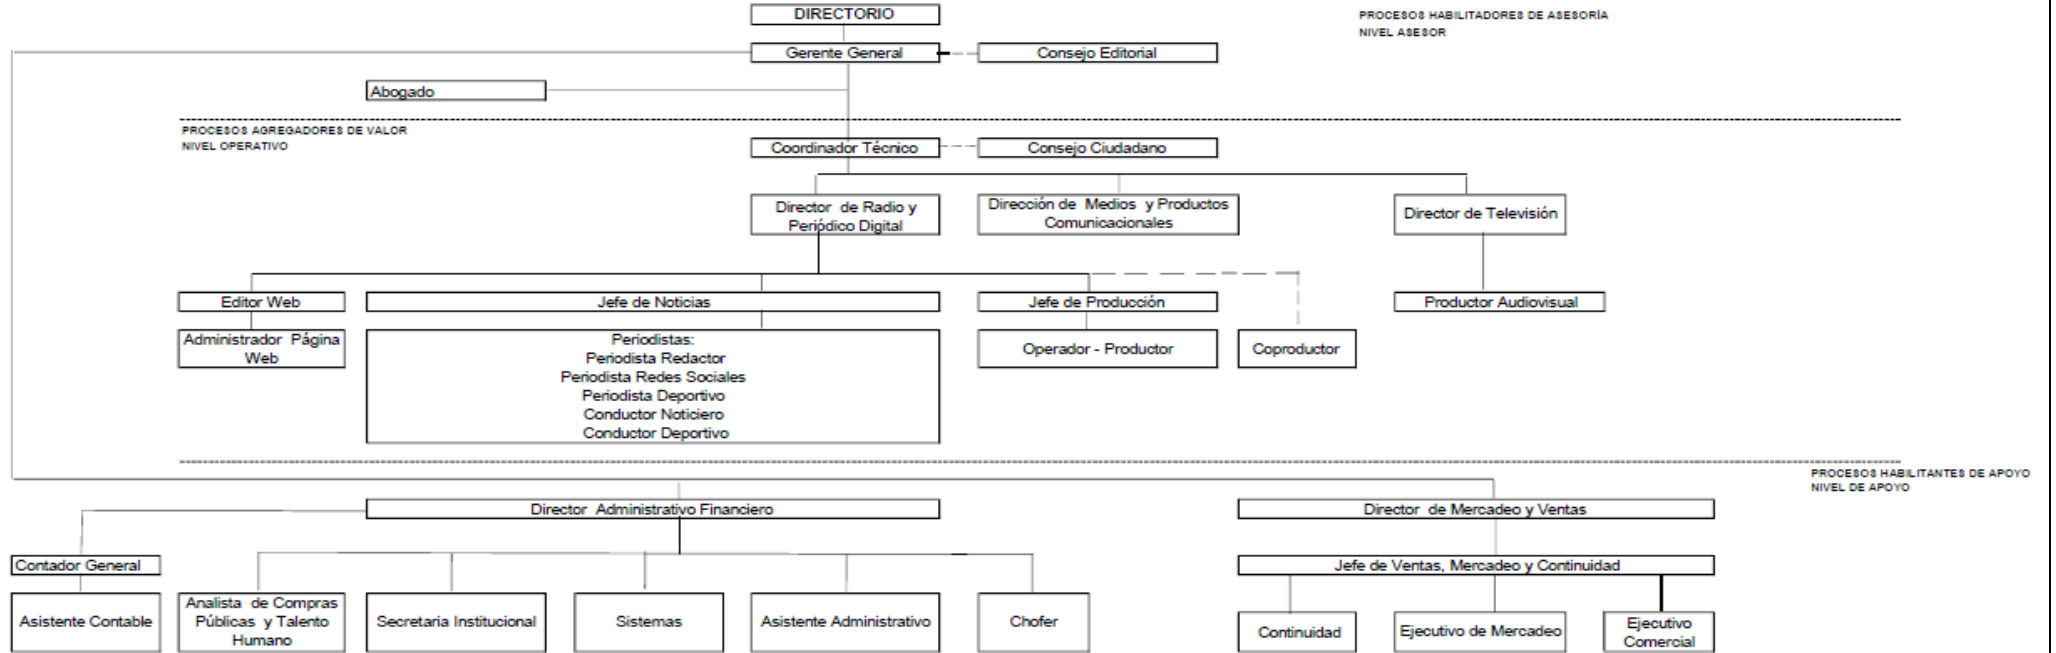 DIRECTORIO
PROCESOS HABILITADORES DE ASESORÍA
NIVEL ASESOR
Gerente General
Consejo Editorial
Abogado
PROCESOS AGREGADORES DE VALOR
NIVEL OPERATIVO
Coordinador Técnico
Consejo Ciudadano
Director de Radio y
Periódico Digital
Dirección de Medios y Productos
Comunicacionales
Director de Televisión
Editor Web
Jefe de Noticias
Jefe de Producción
Productor Audiovisual
Administrador Página
Web
Periodistas:
Periodista Redactor
Periodista Redes Sociales
Periodista Deportivo
Conductor Noticiero
Conductor Deportivo
Operador - Productor
Coproductor
PROCESOS HABILITANTES DE APOYO
NIVEL DE APOYO
Director Administrativo Financiero
Director de Mercadeo y Ventas
Contador General
Jefe de Ventas, Mercadeo y Continuidad
Asistente Contable
Analista de Compras
Públicas y Talento
Humano
Secretaria Institucional
Sistemas
Asistente Administrativo
Chofer
Continuidad
Ejecutivo de Mercadeo
Ejecutivo
Comercial